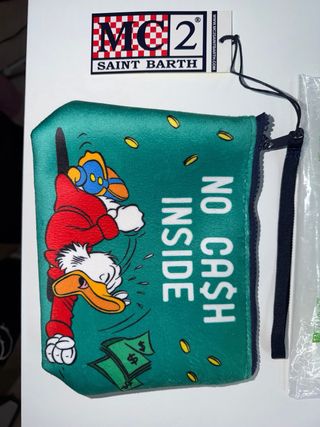 MC2®
SAINT BARTH
NO CA$H
INSIDE
$
$